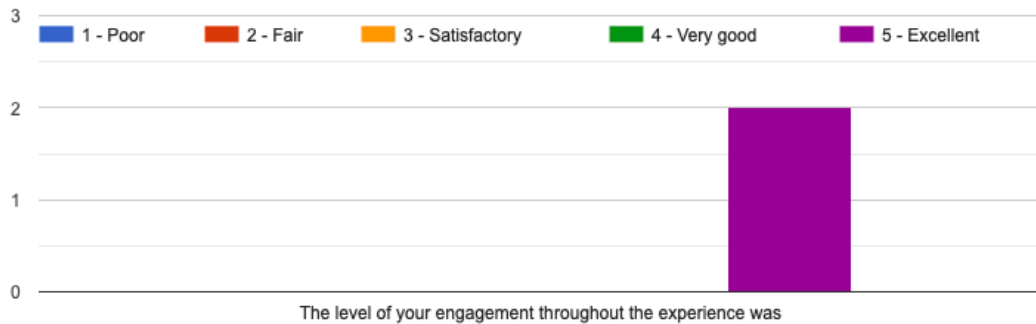 3
1 - Poor 2 - Fair 3 - Satisfactory 4 - Very good 5 - Excellent
2
1
0
The level of your engagement throughout the experience was